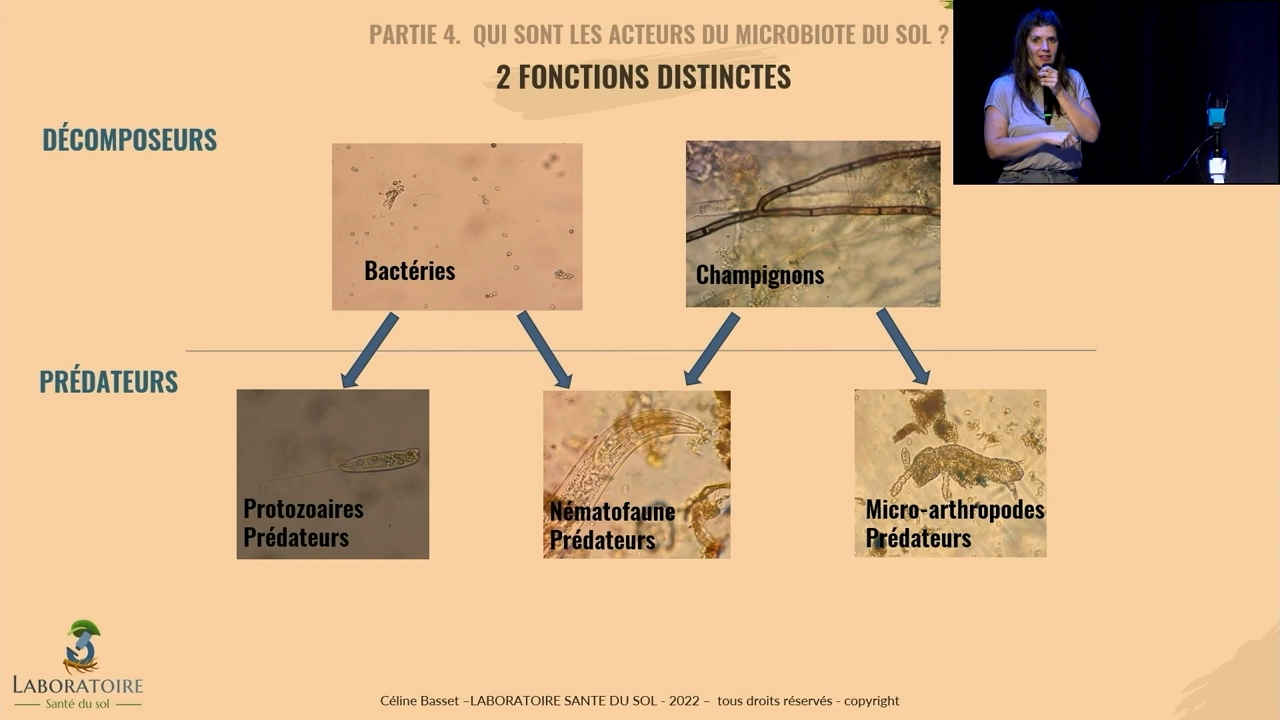 PARTIE 4. QUI SONT LES ACTEURS DU MICROBIOTE DU SOL ?
2 FONCTIONS DISTINCTES
DÉCOMPOSEURS
Bactéries
Champignons
PRÉDATEURS
Protozoaires
Prédateurs
Nématofaune
Prédateurs
Micro-arthropodes
Prédateurs
LABORATOIRE
Santé du sol
Céline Basset –LABORATOIRE SANTE DU SOL - 2022 – tous droits réservés - copyright